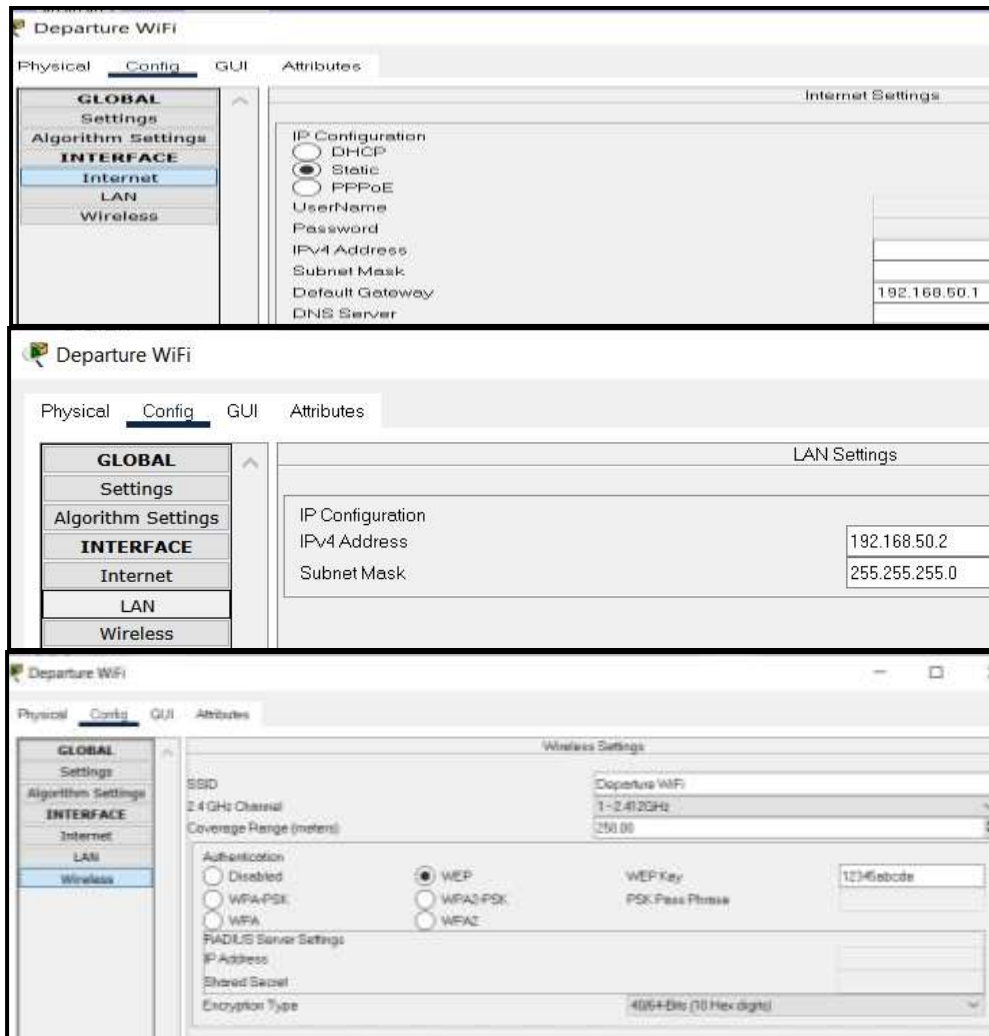 Departure WiFi
Physical Config GUI Attributes
GLOBAL
Settings
Algorithm Settings
INTERFACE
Internet
LAN
Wireless
Internet Settings
IP Configuration
DHCP
Static
PPPoE
UserName
Password
IPv4 Address
Subnet Mask
Default Gateway 192.168.50.1
DNS Server
Departure WiFi
Physical Config GUI Attributes
GLOBAL
Settings
Algorithm Settings
INTERFACE
Internet
LAN
Wireless
LAN Settings
IP Configuration
IPv4 Address 192.168.50.2
Subnet Mask 255.255.255.0
Departure WiFi
Physical Config GUI Attributes
GLOBAL
Settings
Algorithm Settings
INTERFACE
Internet
LAN
Wireless
Wireless Settings
SSID Departure WiFi
2.4 GHz Channel 1 - 2.412GHz
Coverage Range (meters) 250.00
Authentication
Disabled WEP WEP Key 12345abcde
WPA-PSK WPA2-PSK PSK Pass Phrase
WPA WPA2
RADIUS Server Settings
IP Address
Shared Secret
Encryption Type 40/64-Bits (10 Hex digits)